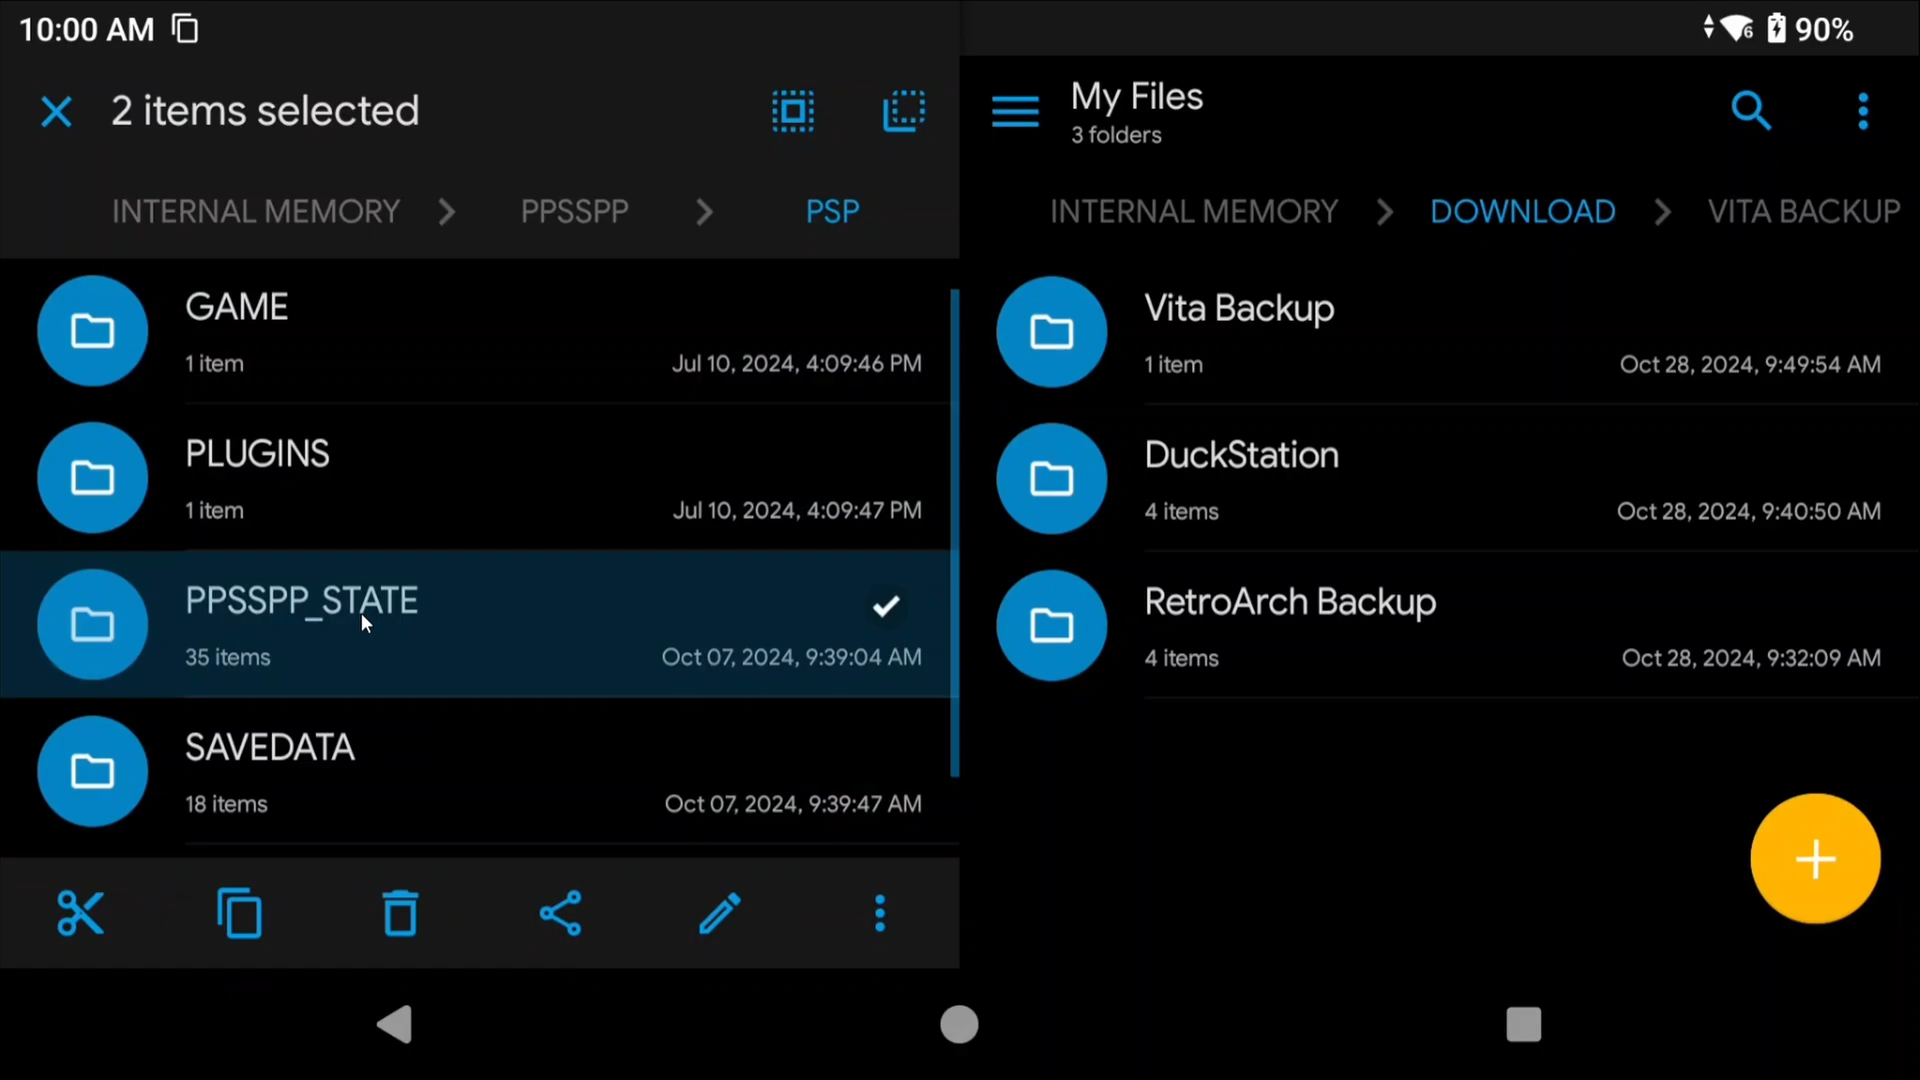 10:00 AM
6 90%
2 items selected
INTERNAL MEMORY PPSSPP PSP
GAME
1 item Jul 10, 2024, 4:09:46 PM
PLUGINS
1 item Jul 10, 2024, 4:09:47 PM
PPSSPP_STATE
35 items Oct 07, 2024, 9:39:04 AM
SAVEDATA
18 items Oct 07, 2024, 9:39:47 AM
My Files
3 folders
INTERNAL MEMORY DOWNLOAD VITA BACKUP
Vita Backup
1 item Oct 28, 2024, 9:49:54 AM
DuckStation
4 items Oct 28, 2024, 9:40:50 AM
RetroArch Backup
4 items Oct 28, 2024, 9:32:09 AM